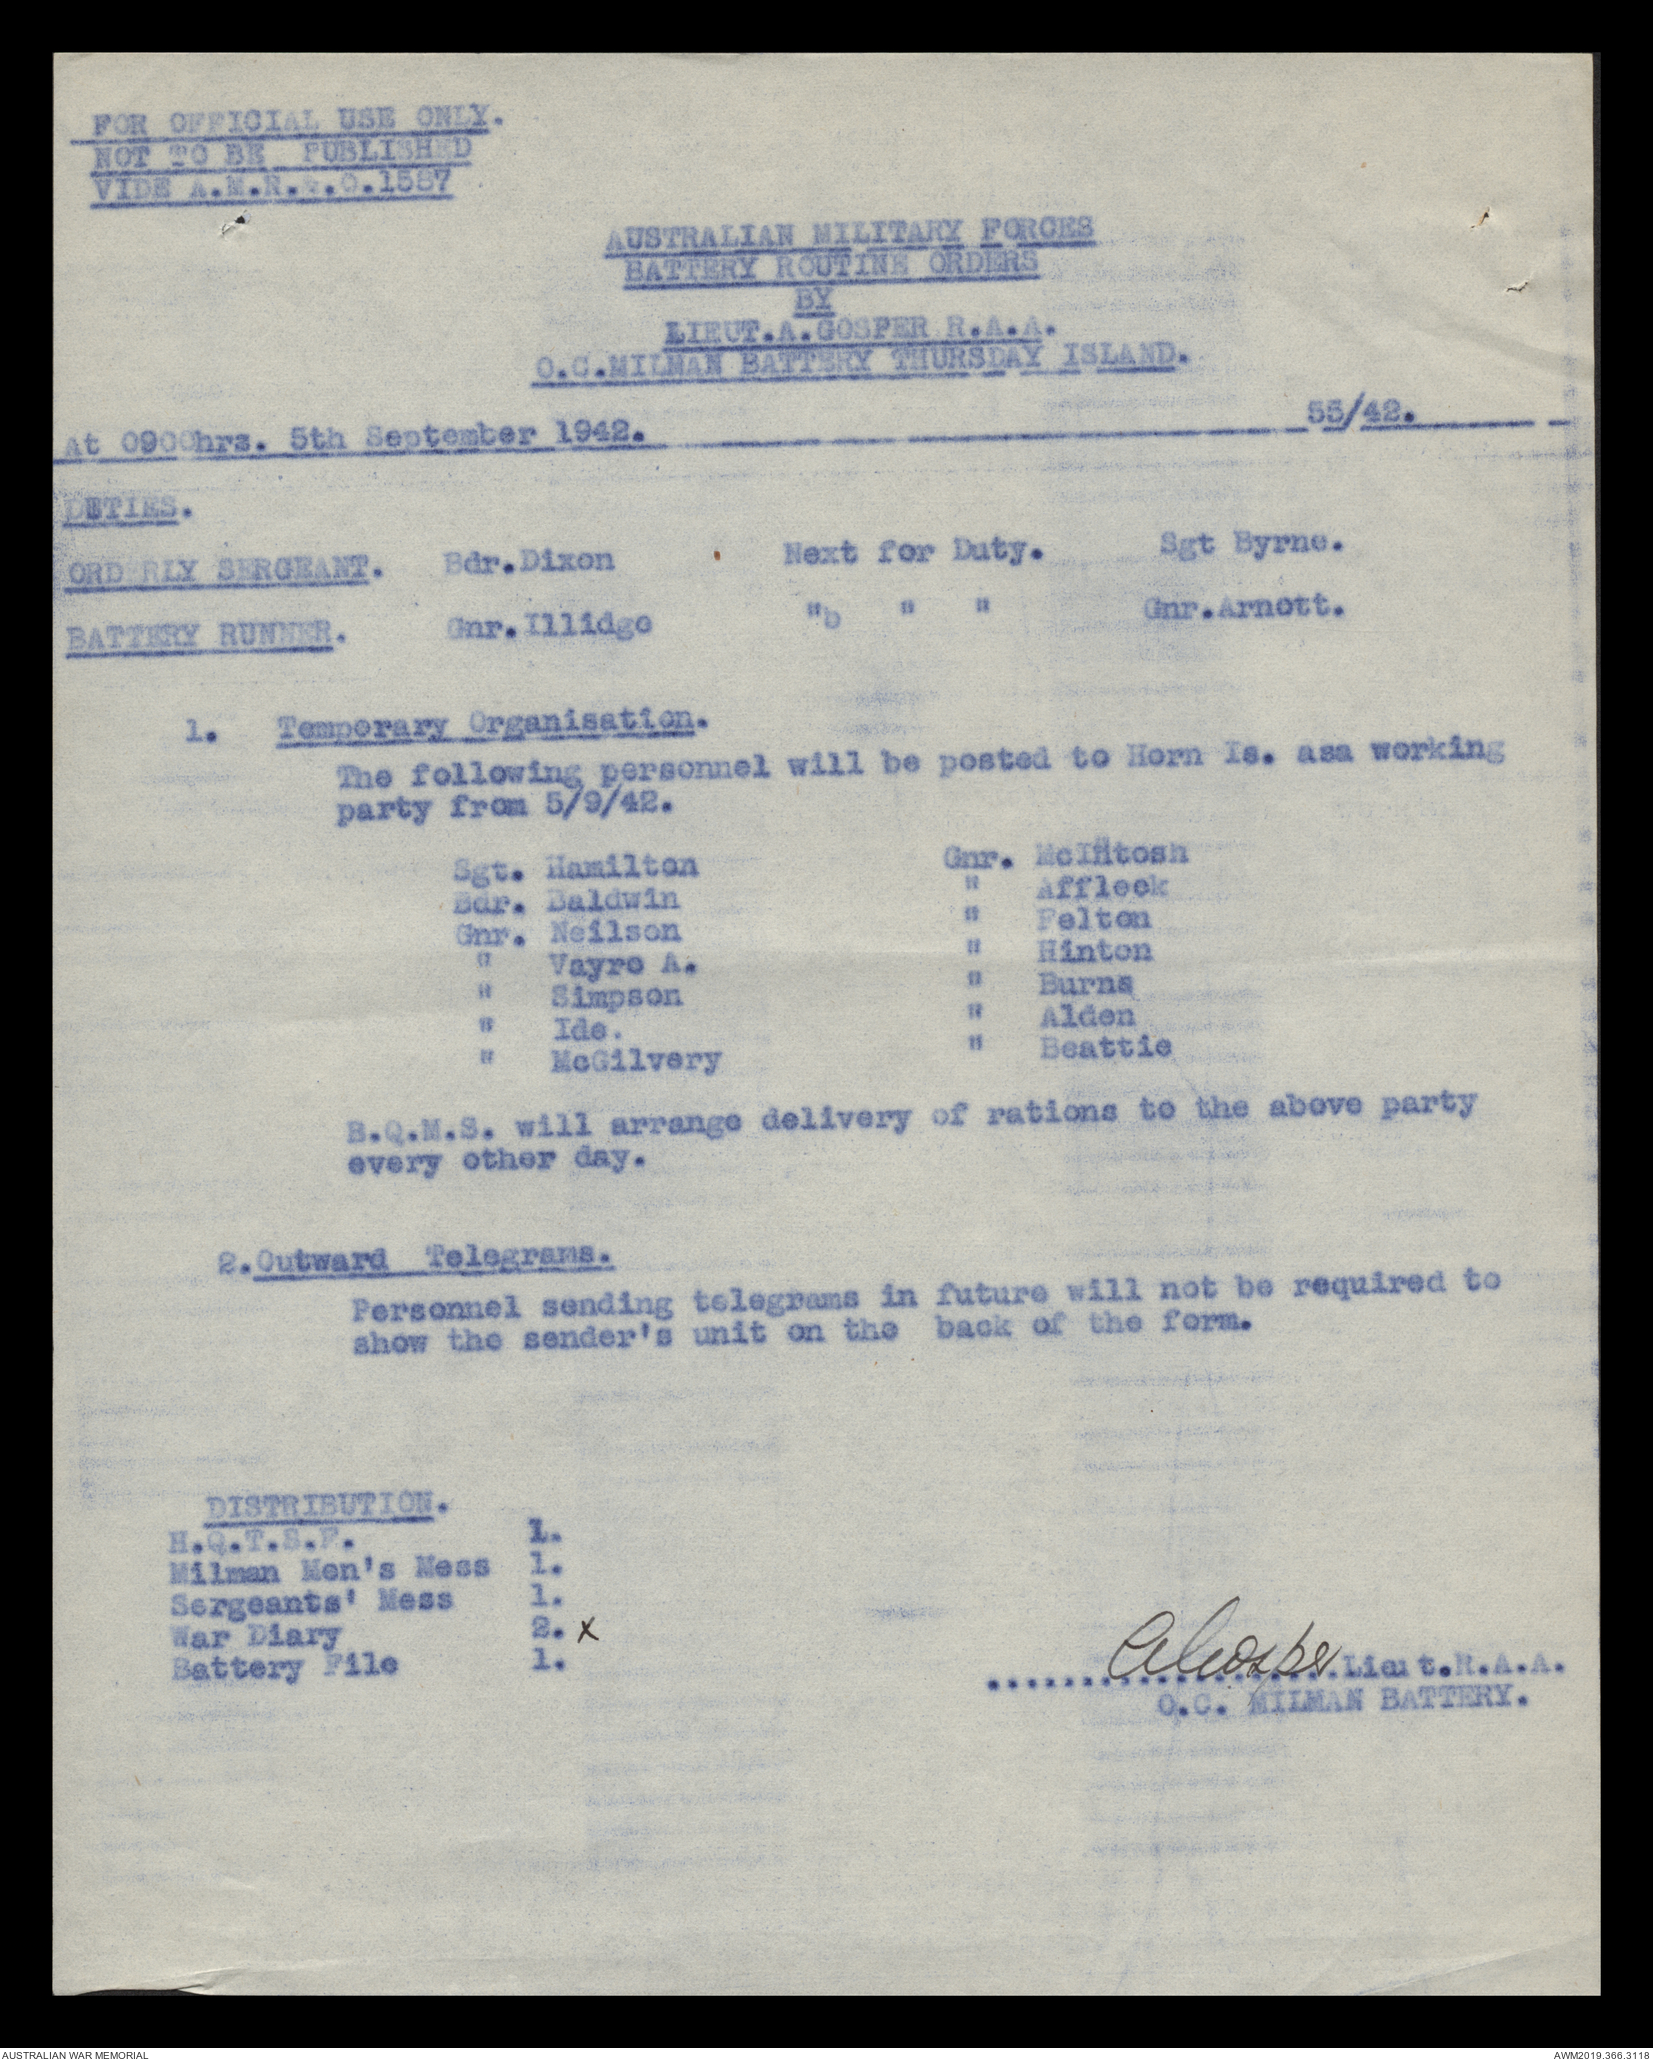 FOR OFFICIAL USE ONLY.
NOT TO BE PUBLISHED
VIDE A.M.R.&.O.1587
AUSTRALIAN MILITARY FORCES
BATTERY ROUTINE ORDERS
BY
LIEUT.A.GOSPER R.A.A.
O.C.MILMAN BATTERY THURSDAY ISLAND.
At 0900hrs. 5th September 1942. 55/42.
DUTIES.
ORDERLY SERGEANT. Bdr.Dixon Next for Duty. Sgt Byrne.
BATTERY RUNNER. Gnr.Illidge "b " " Gnr.Arnott.
1. Temporary Organisation.
The following personnel will be posted to Horn Is. asa working
party from 5/9/42.
Sgt. Hamilton Gnr. McIntosh
Bdr. Baldwin " Affleck
Gnr. Neilson " Felton
" Vayro A. " Hinton
" Simpson " Burns
" Ide. " Alden
" McGilvery " Beattie
B.Q.M.S. will arrange delivery of rations to the above party
every other day.
2.Outward Telegrams.
Personnel sending telegrams in future will not be required to
show the sender's unit on the back of the form.
DISTRIBUTION.
H.Q.T.S.F. 1.
Milman Men's Mess 1.
Sergeants' Mess 1.
War Diary 2. x
Battery File 1.
AGosper
....................Lieut.R.A.A.
O.C. MILMAN BATTERY.
AUSTRALIAN WAR MEMORIAL AWM2019.366.3118